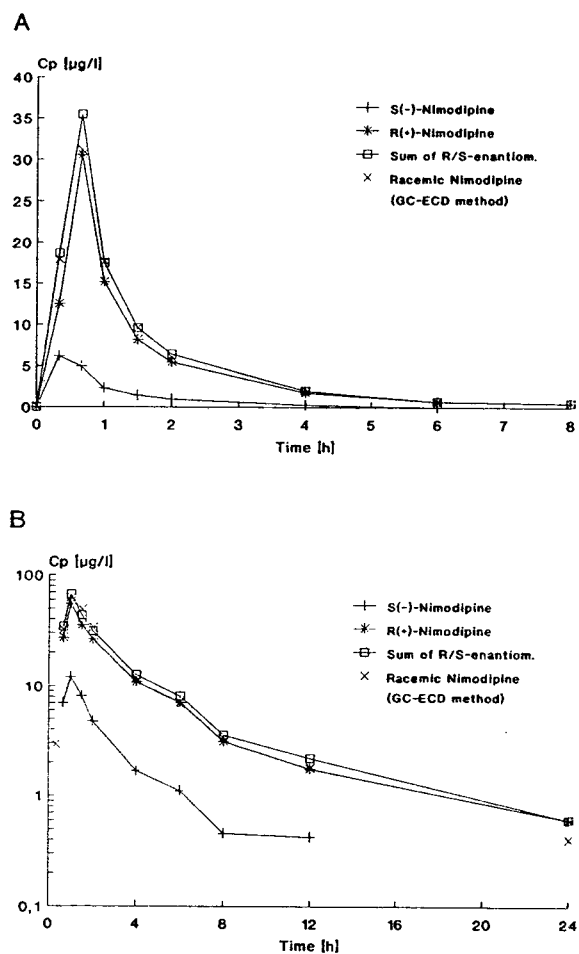 A
Cp [µg/l]
40
35
30
25
20
15
10
5
0
0 1 2 3 4 5 6 7 8
Time [h]
S(-)-Nimodipine
R(+)-Nimodipine
Sum of R/S-enantiom.
Racemic Nimodipine
(GC-ECD method)
B
Cp [µg/l]
100
10
1
0,1
0 4 8 12 16 20 24
Time [h]
S(-)-Nimodipine
R(+)-Nimodipine
Sum of R/S-enantiom.
Racemic Nimodipine
(GC-ECD method)